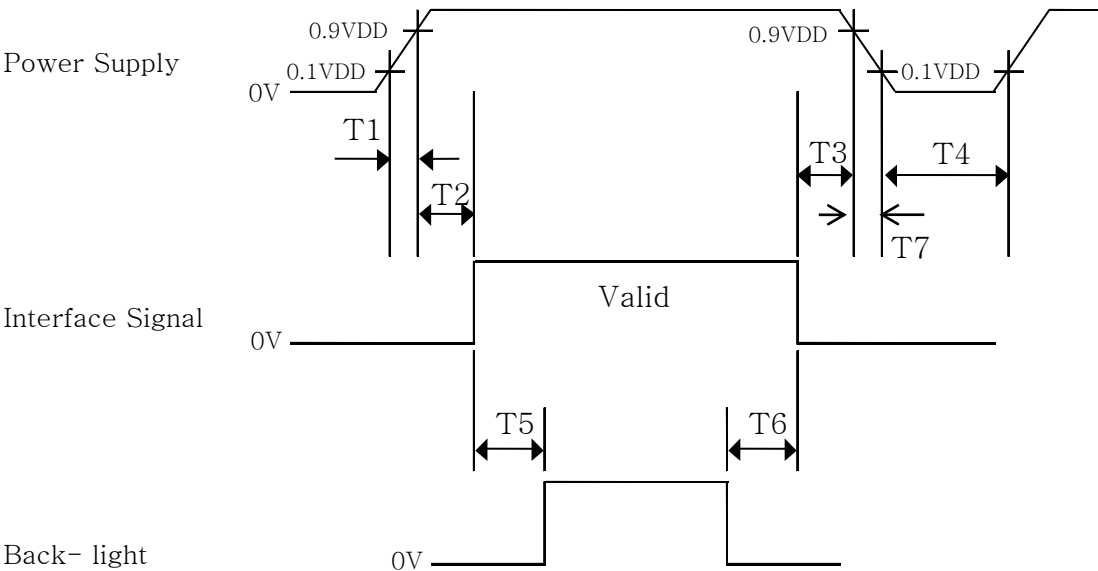 0.9VDD
0.9VDD
Power Supply
0.1VDD
0.1VDD
0V
T1
T3
T4
T2
T7
Valid
Interface Signal
0V
T5
T6
Back- light
0V